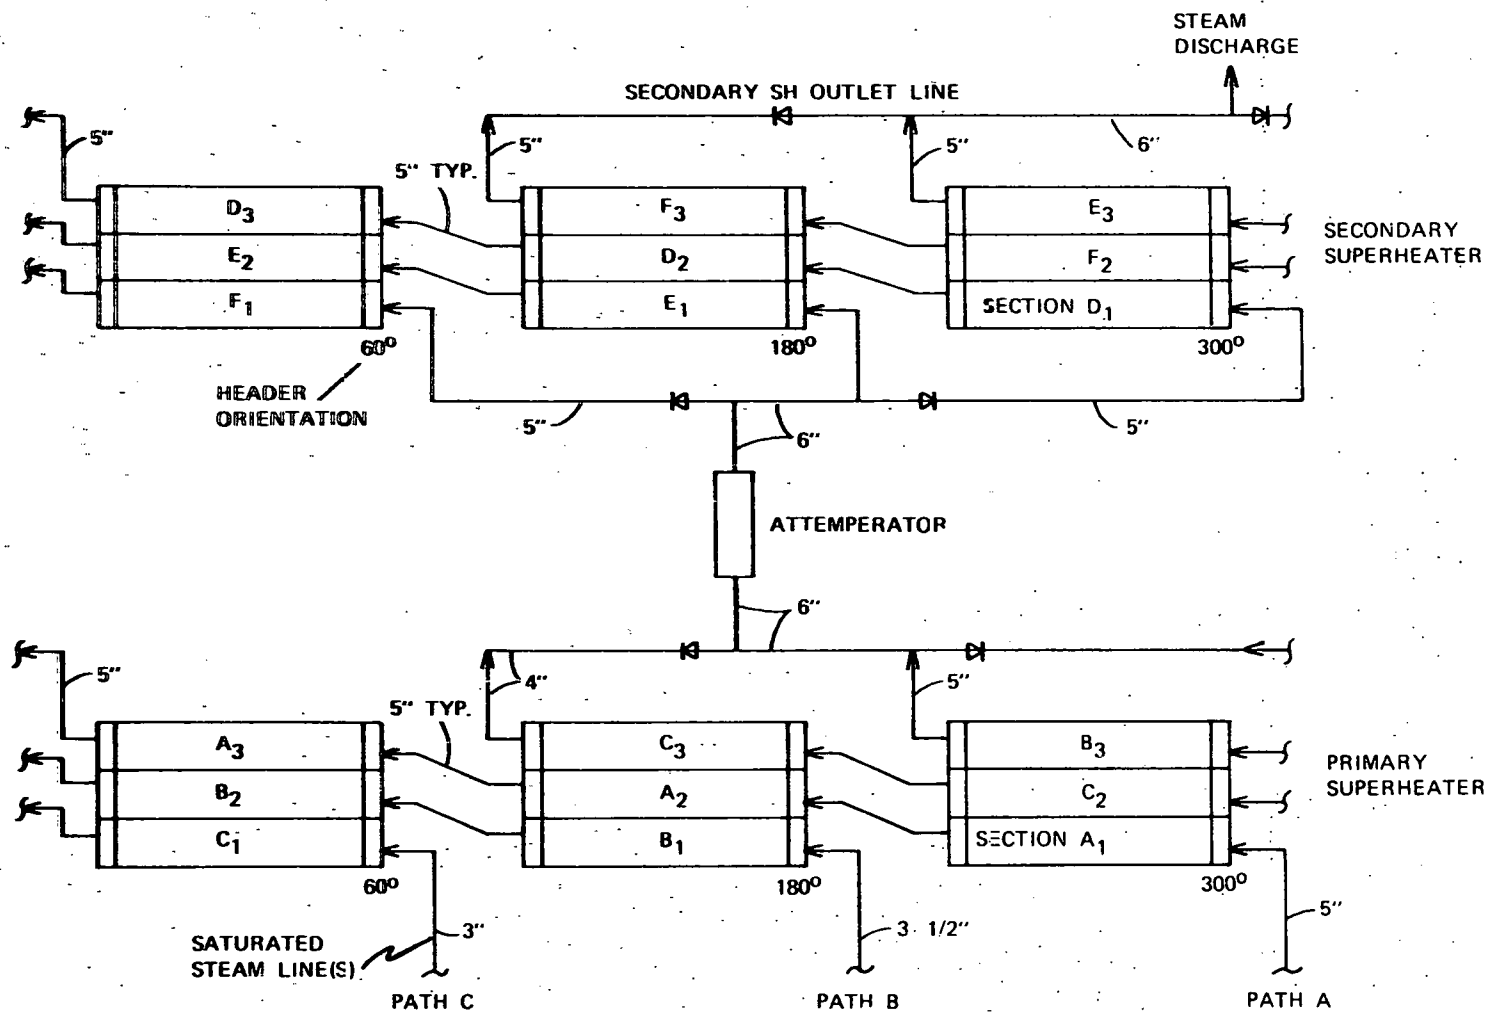 STEAM
DISCHARGE
SECONDARY SH OUTLET LINE
5"
5" TYP.
5"
5"
6"
D3
F3
E3
E2
D2
F2
F1
E1
SECTION D1
SECONDARY
SUPERHEATER
60°
180°
300°
HEADER
ORIENTATION
5"
6"
5"
ATTEMPERATOR
6"
5"
4"
5"
5" TYP.
A3
C3
B3
B2
A2
C2
C1
B1
SECTION A1
PRIMARY
SUPERHEATER
60°
180°
300°
SATURATED
STEAM LINE(S)
3"
3 1/2"
5"
PATH C
PATH B
PATH A